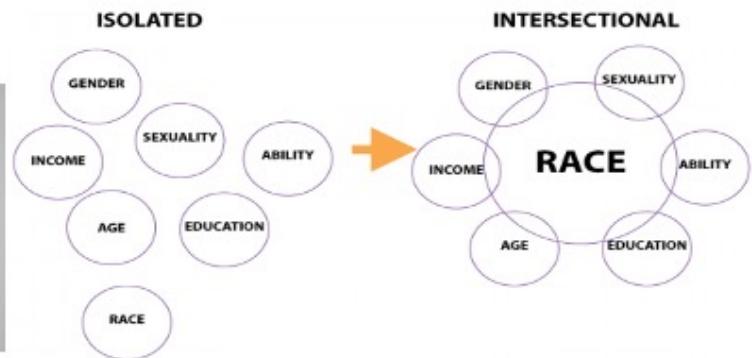 ISOLATED
GENDER
SEXUALITY
INCOME
ABILITY
AGE
EDUCATION
RACE
INTERSECTIONAL
GENDER
SEXUALITY
INCOME
RACE
ABILITY
AGE
EDUCATION